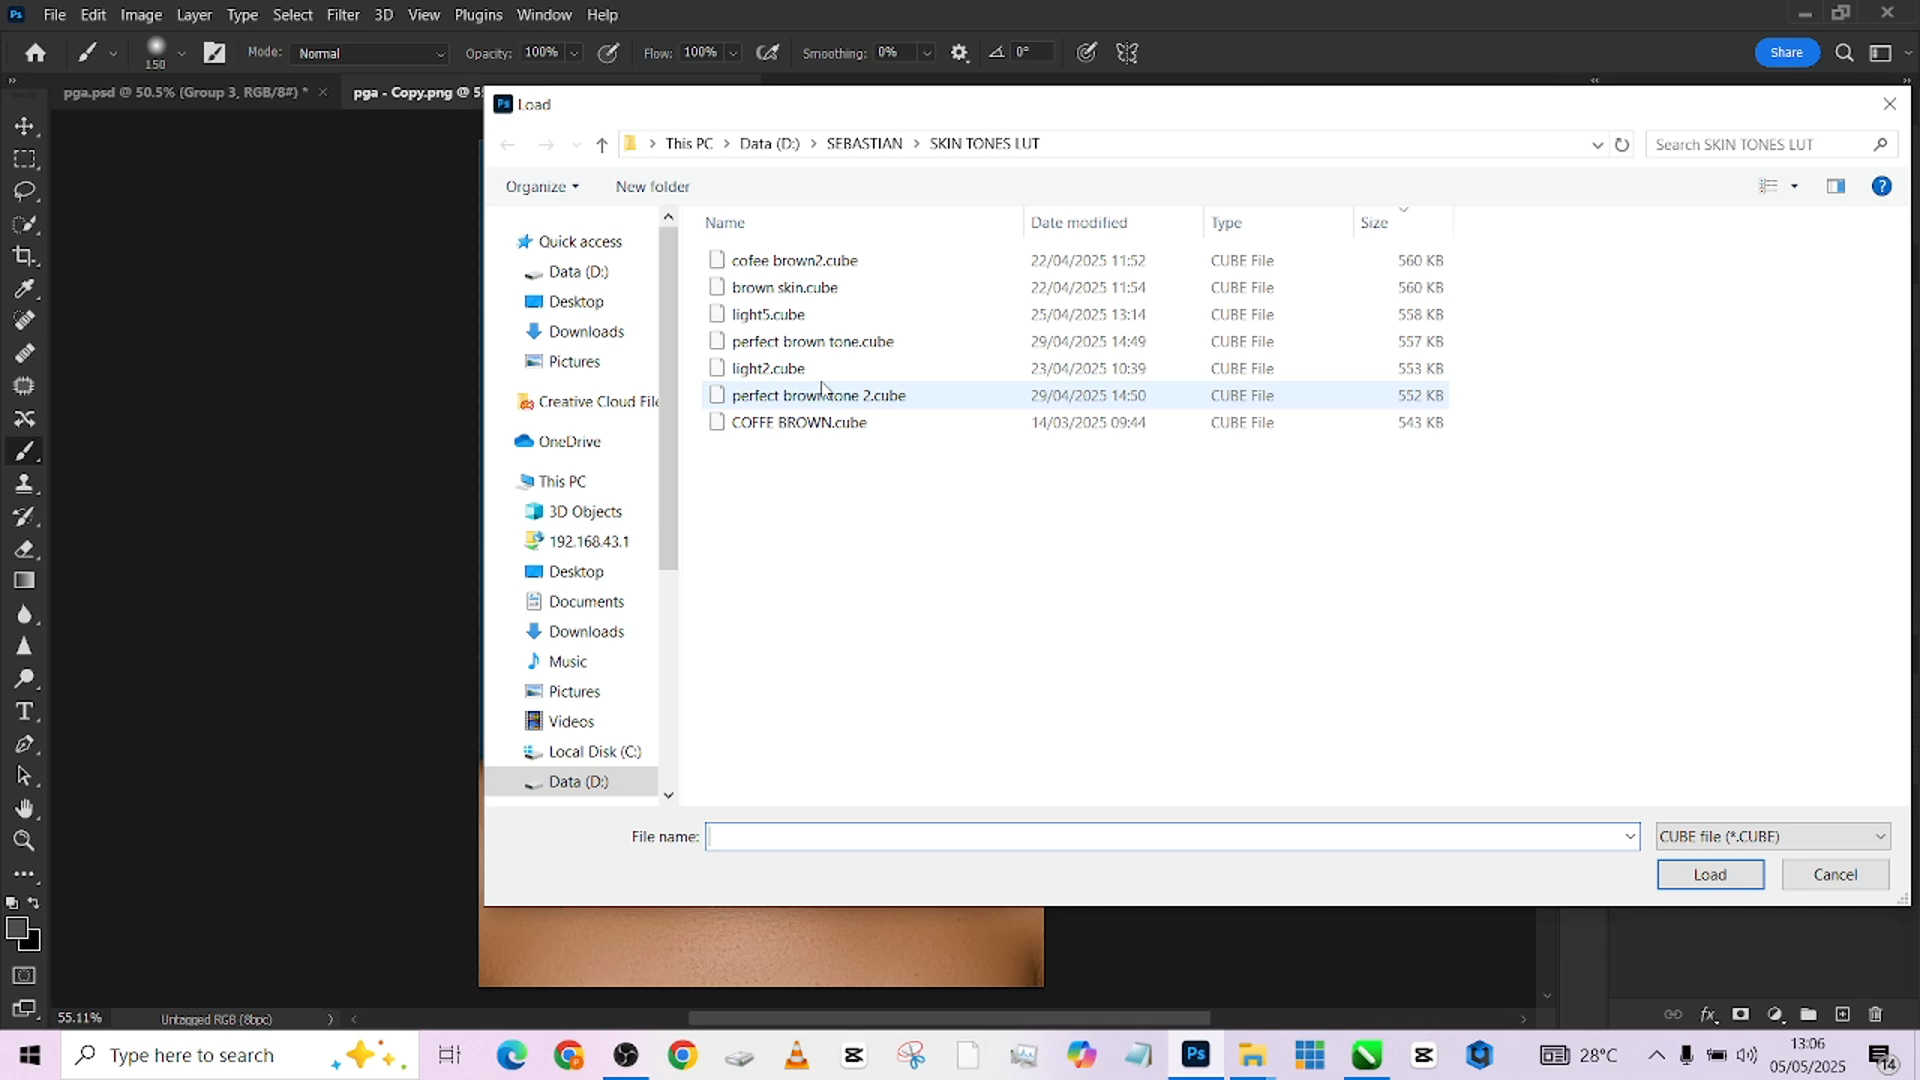 Ps File Edit Image Layer Type Select Filter 3D View Plugins Window Help
150 Mode: Normal Opacity: 100% Flow: 100% Smoothing: 0% 0° Share
pga.psd @ 50.5% (Group 3, RGB/8#) * pga - Copy.png @ 5
Ps Load
This PC Data (D:) SEBASTIAN SKIN TONES LUT Search SKIN TONES LUT
Organize New folder
Name Date modified Type Size
cofee brown2.cube 22/04/2025 11:52 CUBE File 560 KB
brown skin.cube 22/04/2025 11:54 CUBE File 560 KB
light5.cube 25/04/2025 13:14 CUBE File 558 KB
perfect brown tone.cube 29/04/2025 14:49 CUBE File 557 KB
light2.cube 23/04/2025 10:39 CUBE File 553 KB
perfect brown tone 2.cube 29/04/2025 14:50 CUBE File 552 KB
COFFE BROWN.cube 14/03/2025 09:44 CUBE File 543 KB
Quick access
Data (D:)
Desktop
Downloads
Pictures
Creative Cloud File
OneDrive
This PC
3D Objects
192.168.43.1
Desktop
Documents
Downloads
Music
Pictures
Videos
Local Disk (C:)
Data (D:)
File name: CUBE file (*.CUBE)
Load Cancel
55.11% Untagged RGB (8bpc)
Type here to search Ps 28°C 13:06
05/05/2025 14